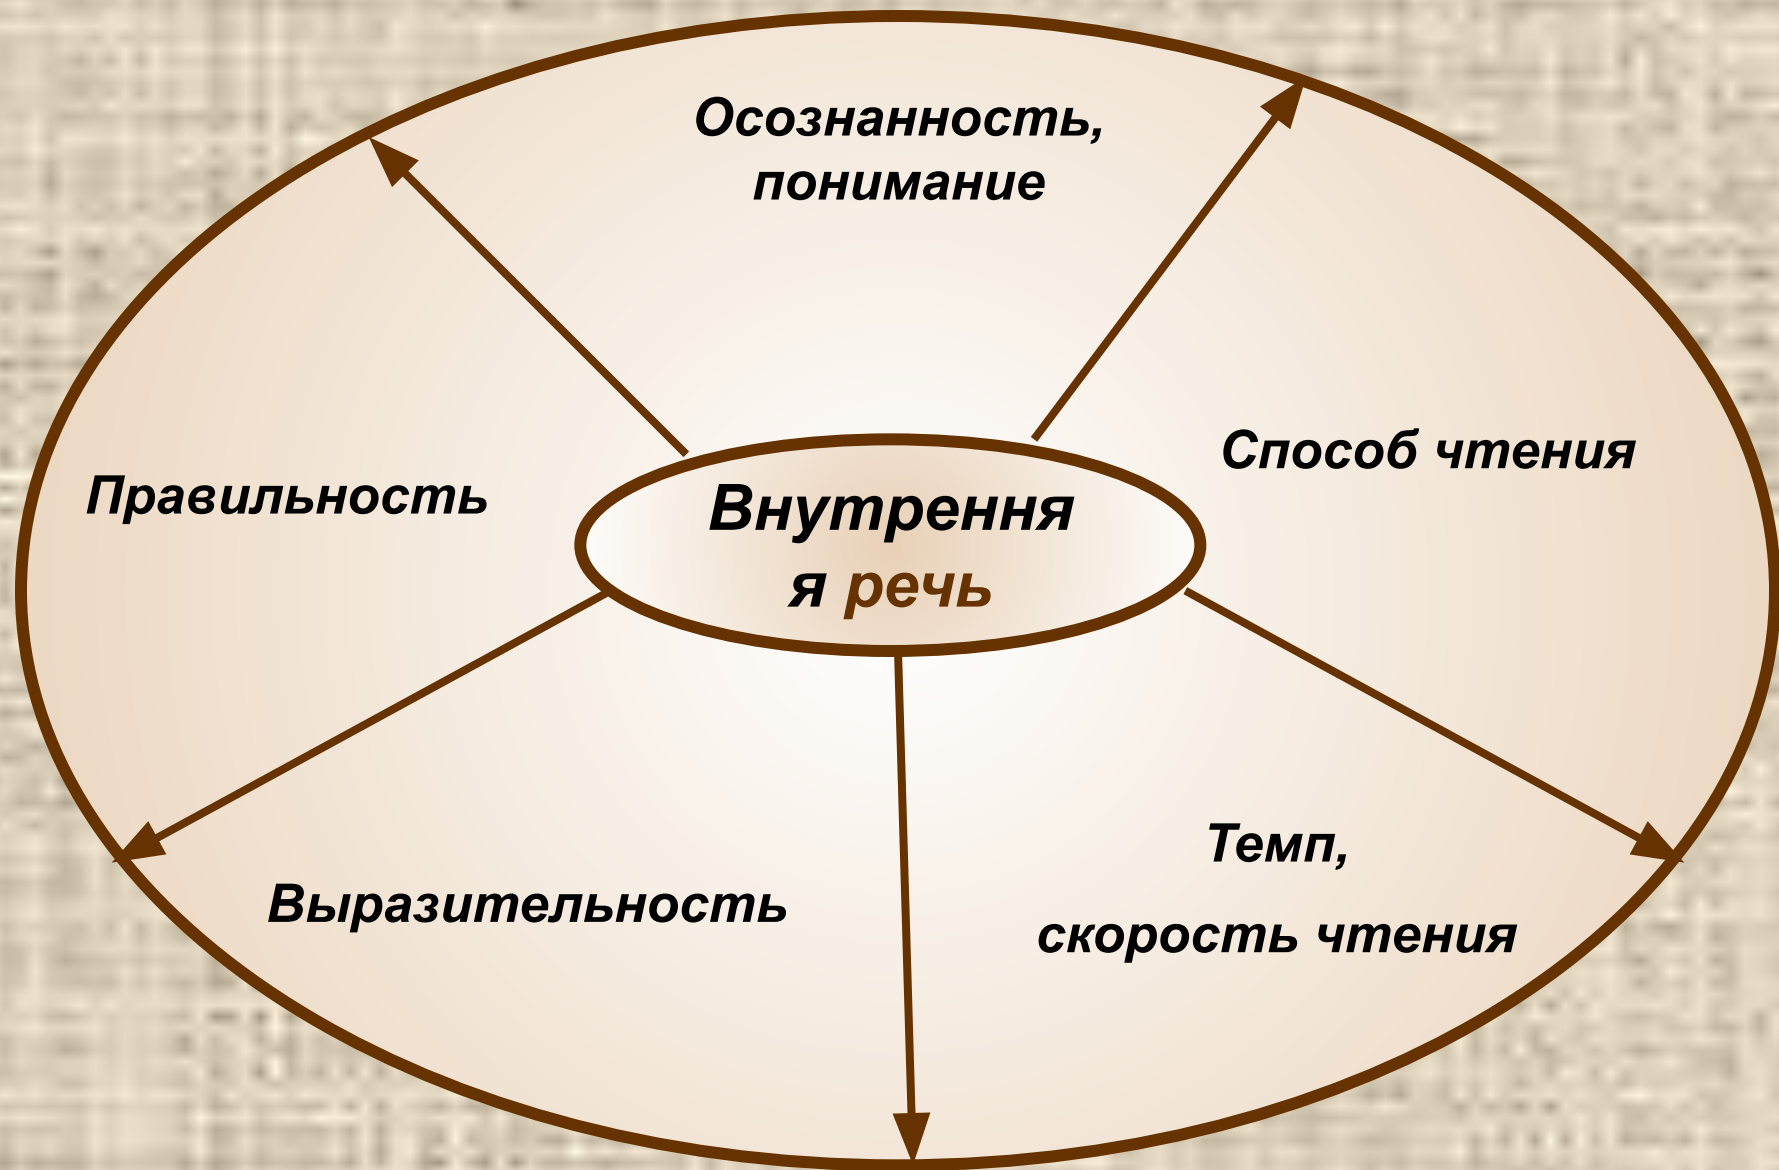 Осознанность,
понимание
Способ чтения
Правильность
Внутрення
я речь
Темп,
скорость чтения
Выразительность